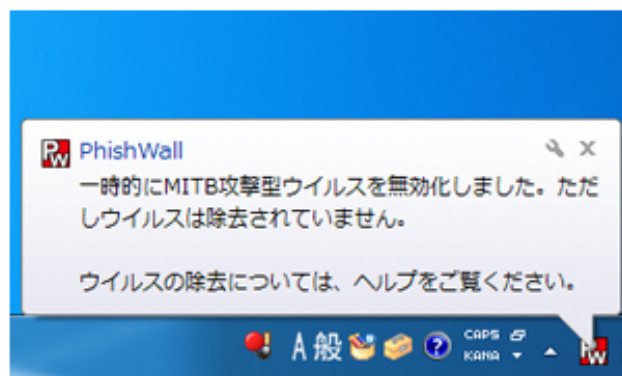 PhishWall
一時的にMITB攻撃型ウイルスを無効化しました。ただ
しウイルスは除去されていません。
ウイルスの除去については、ヘルプをご覧ください。
A 般 CAPS
KANA
PW